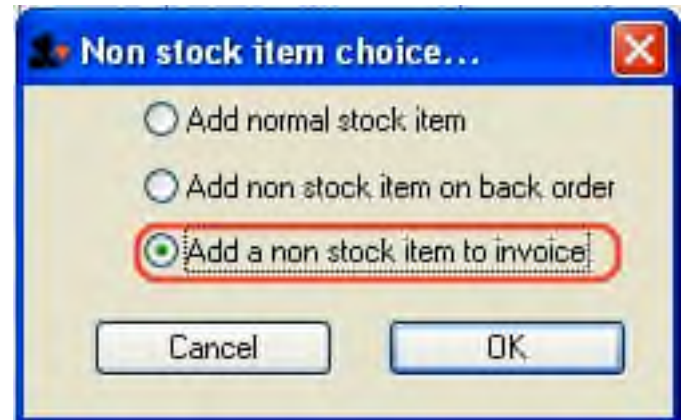 Non stock item choice...
Add normal stock item
Add non stock item on back order
Add a non stock item to invoice
Cancel OK